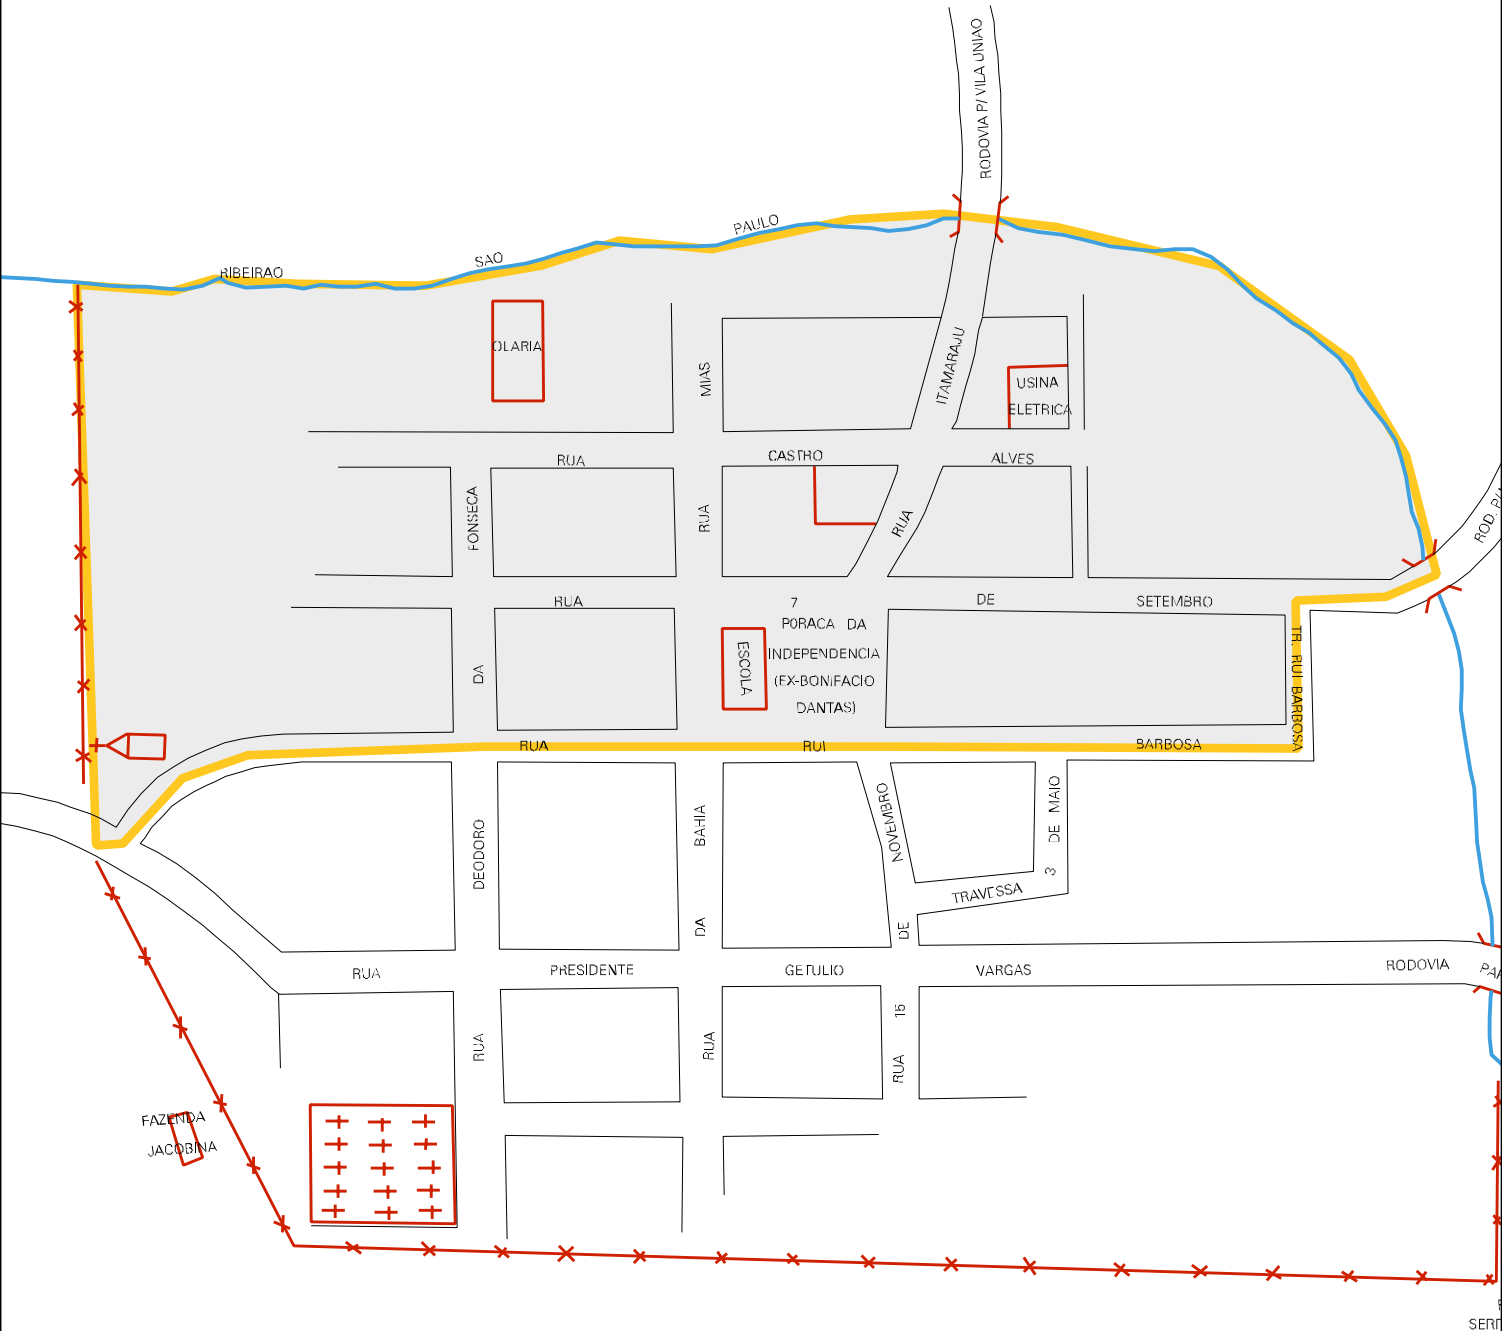 RODOVIA P/ VILA UNIAO
PAULO
SAO
RIBEIRAO
OLARIA
MIAS
ITAMARAJU
USINA
ELETRICA
RUA
CASTRO
ALVES
FONSECA
RUA
RUA
ROD.
RUA
7
DE
SETEMBRO
PORACA DA
INDEPENDENCIA
(EX-BONIFACIO
DANTAS)
ESCOLA
DA
TR. RUI BARBOSA
RUA
RUI
BARBOSA
DEODORO
BAHIA
NOVEMBRO
3 DE MAIO
TRAVESSA
DA
DE
RUA
PRESIDENTE
GETULIO
VARGAS
RODOVIA
15
RUA
RUA
RUA
FAZENDA
JACOBINA